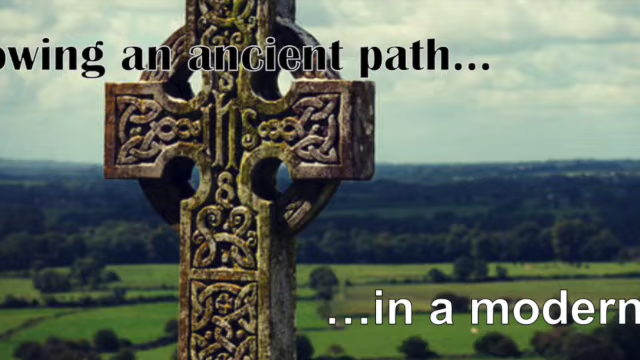 owing an ancient path...
...in a modern